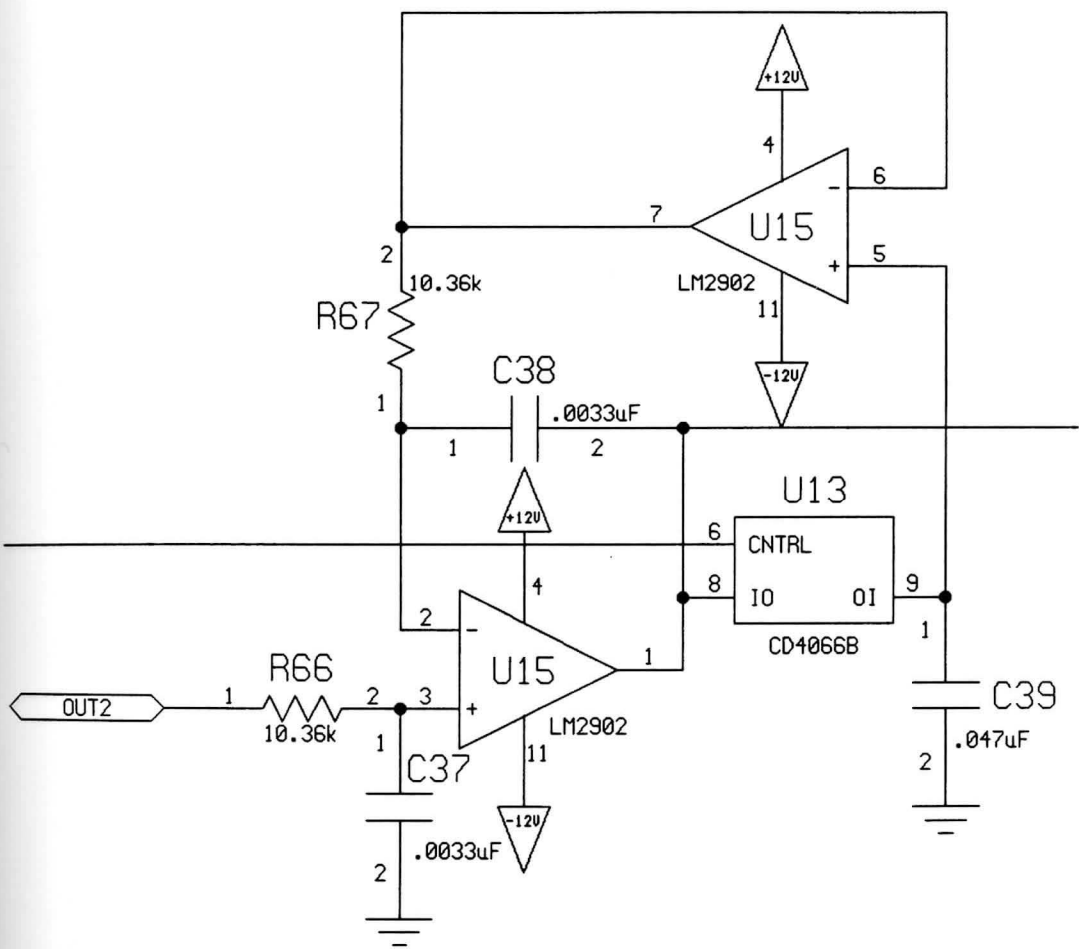 +12V
4
- 6
7
U15
2
5
+
10.36k
LM2902
R67
11
-12V
C38
1
.0033uF
1
2
U13
+12V
6
CNTRL
4
8
IO
OI
9
2
-
CD4066B
1
1
U15
R66
OUT2
1
2
3
+
C39
10.36k
LM2902
1
11
.047uF
C37
2
-12V
.0033uF
2